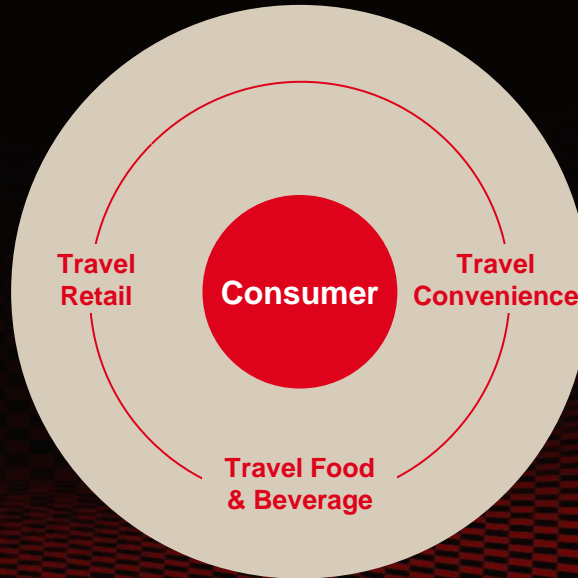 Travel
Retail
Consumer
Travel
Convenience
Travel Food
& Beverage